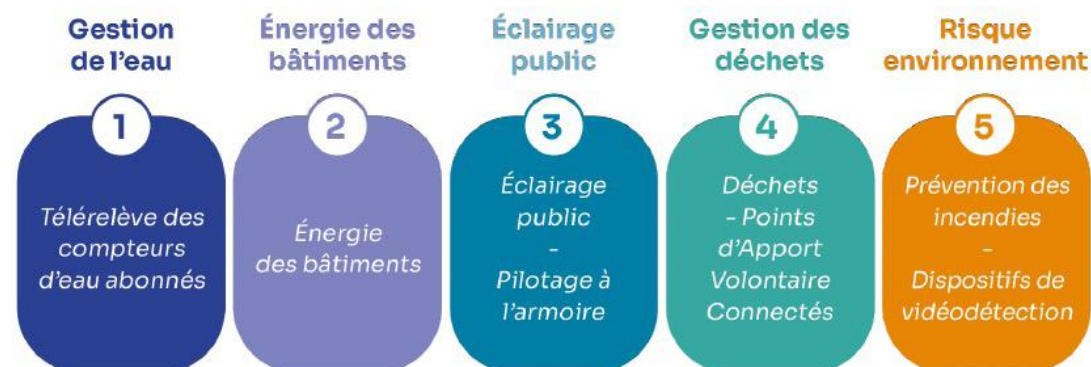 Gestion
de l'eau
1
Télérelève des
compteurs
d'eau abonnés
Énergie des
bâtiments
2
Énergie
des bâtiments
Éclairage
public
3
Éclairage
public
-
Pilotage à
l'armoire
Gestion des
déchets
4
Déchets
- Points
d'Apport
Volontaire
Connectés
Risque
environnement
5
Prévention des
incendies
-
Dispositifs de
vidéodétection